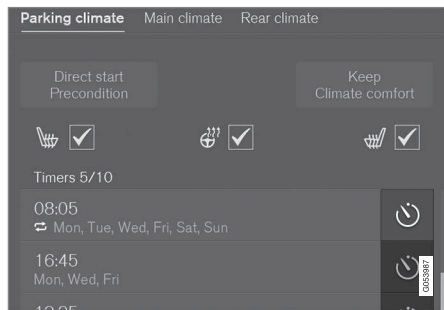 Parking climate Main climate Rear climate
Direct start
Precondition
Keep
Climate comfort
Timers 5/10
08:05
Mon, Tue, Wed, Fri, Sat, Sun
16:45
Mon, Wed, Fri
G053987